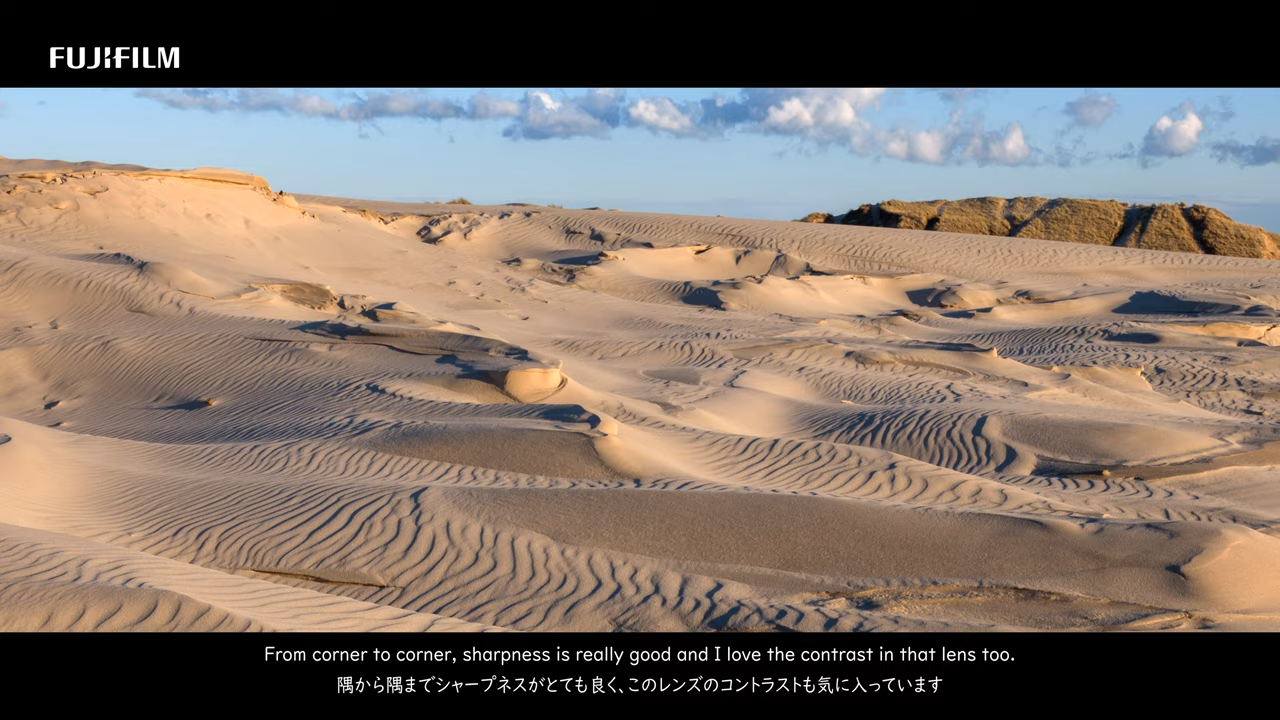 FUJIFILM
From corner to corner, sharpness is really good and I love the contrast in that lens too.
隅から隅までシャープネスがとても良く、このレンズのコントラストも気に入っています